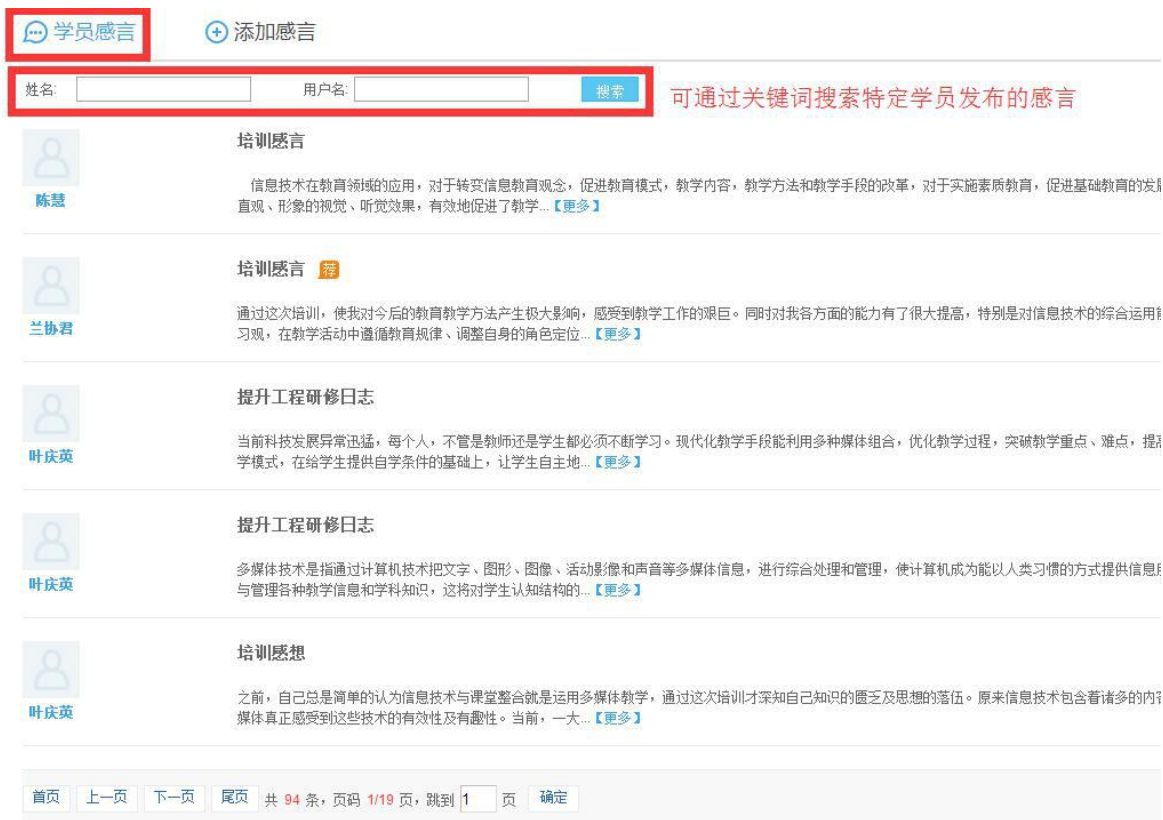 学员感言 添加感言
姓名: 用户名: 搜索 可通过关键词搜索特定学员发布的感言
培训感言
陈慧
信息技术在教育领域的应用，对于转变信息教育观念，促进教育模式，教学内容，教学方法和教学手段的改革，对于实施素质教育，促进基础教育的发展
直观、形象的视觉、听觉效果，有效地促进了教学...【更多】
培训感言 荐
兰协君
通过这次培训，使我对今后的教育教学方法产生极大影响，感受到教学工作的艰巨。同时对我各方面的能力有了很大提高，特别是对信息技术的综合运用能
习观，在教学活动中遵循教育规律、调整自身的角色定位...【更多】
提升工程研修日志
叶庆英
当前科技发展异常迅猛，每个人，不管是教师还是学生都必须不断学习。现代化教学手段能利用多种媒体组合，优化教学过程，突破教学重点、难点，提高
学模式，在给学生提供自学条件的基础上，让学生自主地...【更多】
提升工程研修日志
叶庆英
多媒体技术是指通过计算机技术把文字、图形、图像、活动影像和声音等多媒体信息，进行综合处理和管理，使计算机成为能以人类习惯的方式提供信息
与管理各种教学信息和学科知识，这将对学生认知结构的...【更多】
培训感想
叶庆英
之前，自己总是简单的认为信息技术与课堂整合就是运用多媒体教学，通过这次培训才深知自己知识的匮乏及思想的落伍。原来信息技术包含着诸多的内容
媒体真正感受到这些技术的有效性及有趣性。当前，一大...【更多】
首页 上一页 下一页 尾页 共 94 条，页码 1/19 页，跳到 1 页 确定